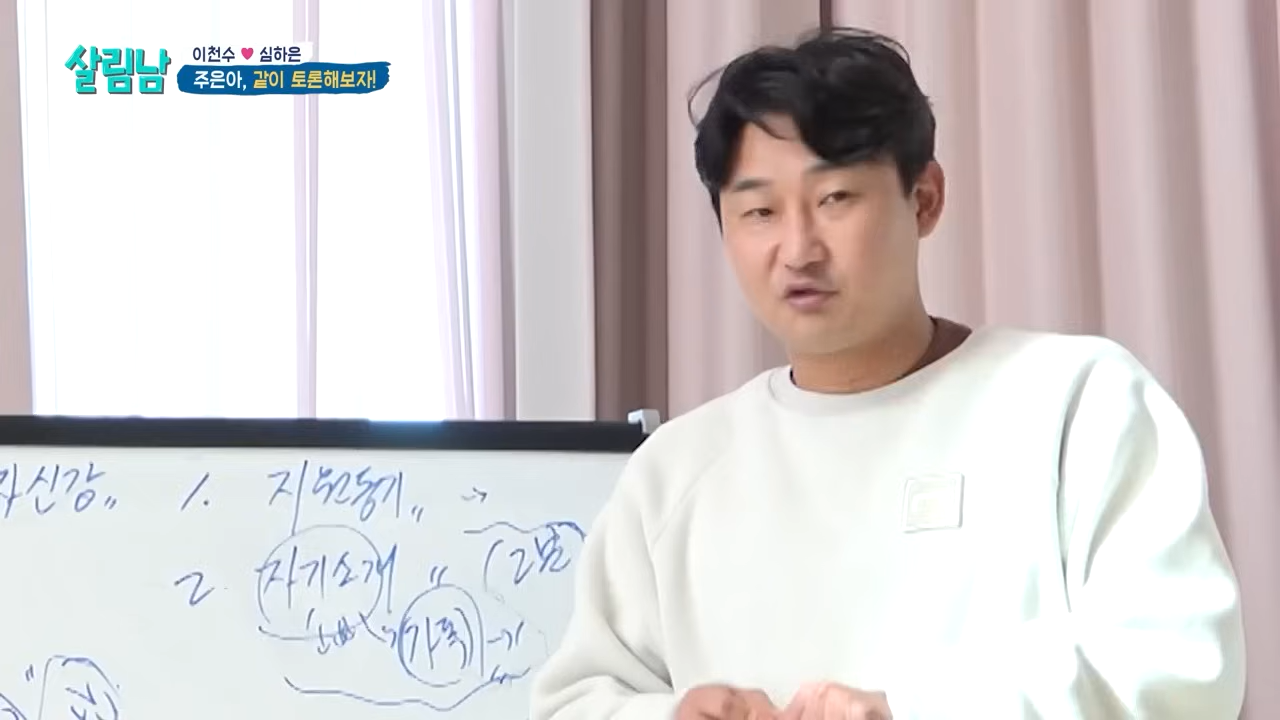 살림남
이천수 ♥ 심하은
주은아, 같이 토론해보자!
자신감 1. 지원동기 →
2. 자기소개 " (2분
가족